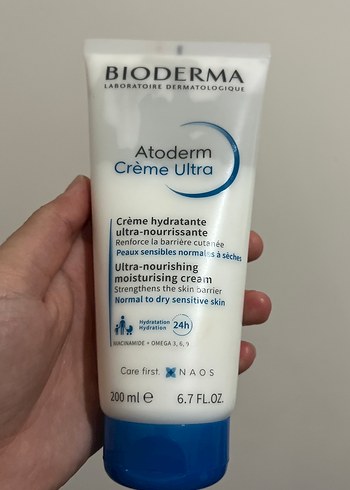 BIODERMA
LABORATOIRE DERMATOLOGIQUE
Atoderm
Crème Ultra
Crème hydratante
ultra-nourrissante
Renforce la barrière cutanée
Peaux sensibles normales à sèches
Ultra-nourishing
moisturising cream
Strengthens the skin barrier
Normal to dry sensitive skin
Hydratation
Hydration
24h
NIACINAMIDE + OMEGA 3, 6, 9
Care first. NAOS
200 ml ℮ 6.7 FL.OZ.